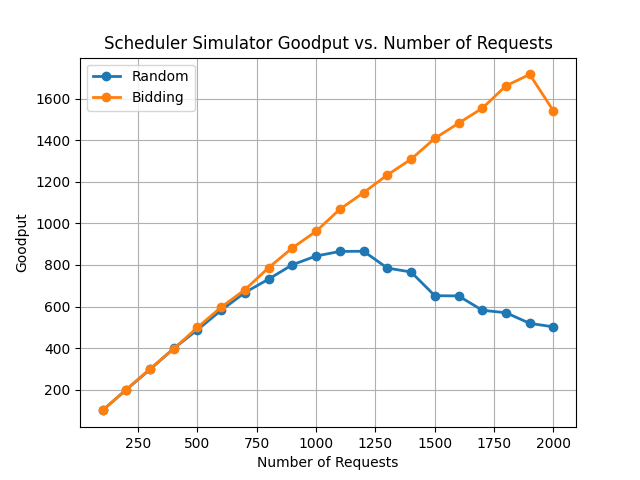 Scheduler Simulator Goodput vs. Number of Requests
Random
Bidding
1600
1400
1200
1000
800
600
400
200
Goodput
250 500 750 1000 1250 1500 1750 2000
Number of Requests